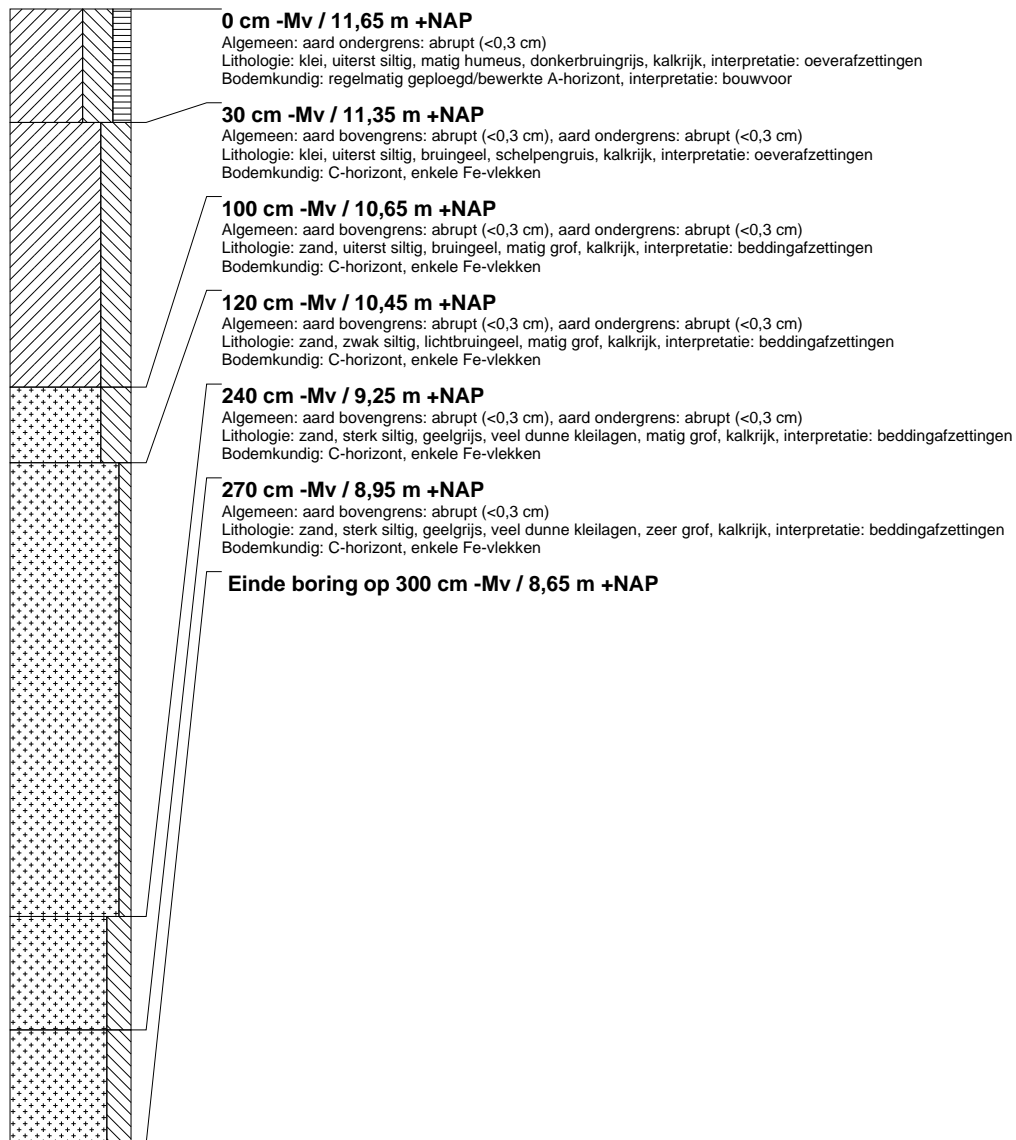 0 cm -Mv / 11,65 m +NAP
Algemeen: aard ondergrens: abrupt (<0,3 cm)
Lithologie: klei, uiterst siltig, matig humeus, donkerbruingrijs, kalkrijk, interpretatie: oeverafzettingen
Bodemkundig: regelmatig geploegd/bewerkte A-horizont, interpretatie: bouwvoor
30 cm -Mv / 11,35 m +NAP
Algemeen: aard bovengrens: abrupt (<0,3 cm), aard ondergrens: abrupt (<0,3 cm)
Lithologie: klei, uiterst siltig, bruingeel, schelpengruis, kalkrijk, interpretatie: oeverafzettingen
Bodemkundig: C-horizont, enkele Fe-vlekken
100 cm -Mv / 10,65 m +NAP
Algemeen: aard bovengrens: abrupt (<0,3 cm), aard ondergrens: abrupt (<0,3 cm)
Lithologie: zand, uiterst siltig, bruingeel, matig grof, kalkrijk, interpretatie: beddingafzettingen
Bodemkundig: C-horizont, enkele Fe-vlekken
120 cm -Mv / 10,45 m +NAP
Algemeen: aard bovengrens: abrupt (<0,3 cm), aard ondergrens: abrupt (<0,3 cm)
Lithologie: zand, zwak siltig, lichtbruingeel, matig grof, kalkrijk, interpretatie: beddingafzettingen
Bodemkundig: C-horizont, enkele Fe-vlekken
240 cm -Mv / 9,25 m +NAP
Algemeen: aard bovengrens: abrupt (<0,3 cm), aard ondergrens: abrupt (<0,3 cm)
Lithologie: zand, sterk siltig, geelgrijs, veel dunne kleilagen, matig grof, kalkrijk, interpretatie: beddingafzettingen
Bodemkundig: C-horizont, enkele Fe-vlekken
270 cm -Mv / 8,95 m +NAP
Algemeen: aard bovengrens: abrupt (<0,3 cm)
Lithologie: zand, sterk siltig, geelgrijs, veel dunne kleilagen, zeer grof, kalkrijk, interpretatie: beddingafzettingen
Bodemkundig: C-horizont, enkele Fe-vlekken
Einde boring op 300 cm -Mv / 8,65 m +NAP